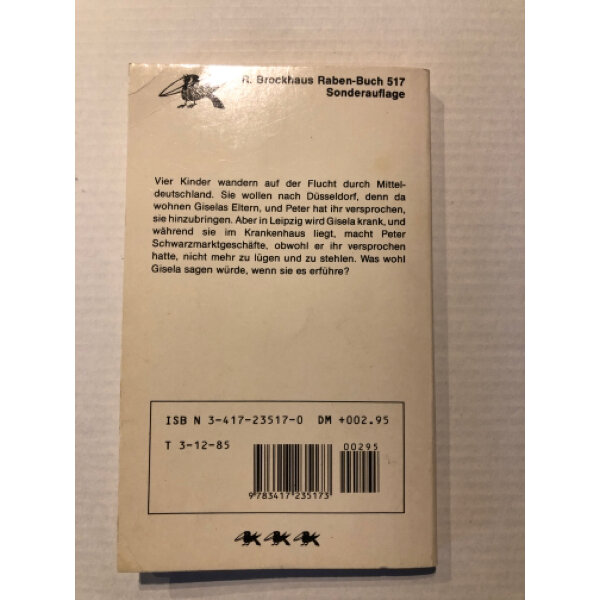 R. Brockhaus Raben-Buch 517
Sonderauflage
Vier Kinder wandern auf der Flucht durch Mittel-
deutschland. Sie wollen nach Düsseldorf, denn da
wohnen Giselas Eltern, und Peter hat ihr versprochen,
sie hinzubringen. Aber in Leipzig wird Gisela krank, und
während sie im Krankenhaus liegt, macht Peter
Schwarzmarktgeschäfte, obwohl er ihr versprochen
hatte, nicht mehr zu lügen und zu stehlen. Was wohl
Gisela sagen würde, wenn sie es erführe?
ISB N 3-417-23517-0 DM +002.95
T 3-12-85
00295
9 783417 235173